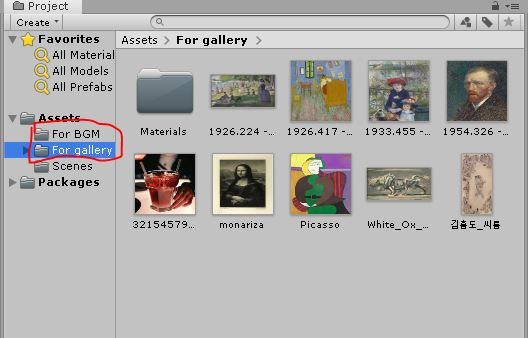 Project
Create
Favorites
All Material
All Models
All Prefabs
Assets
For BGM
For gallery
Scenes
Packages
Assets For gallery
Materials 1926.224 -... 1926.417 -... 1933.455 -... 1954.326 -...
32154579... monariza Picasso White_Ox_... 김홍도_씨름